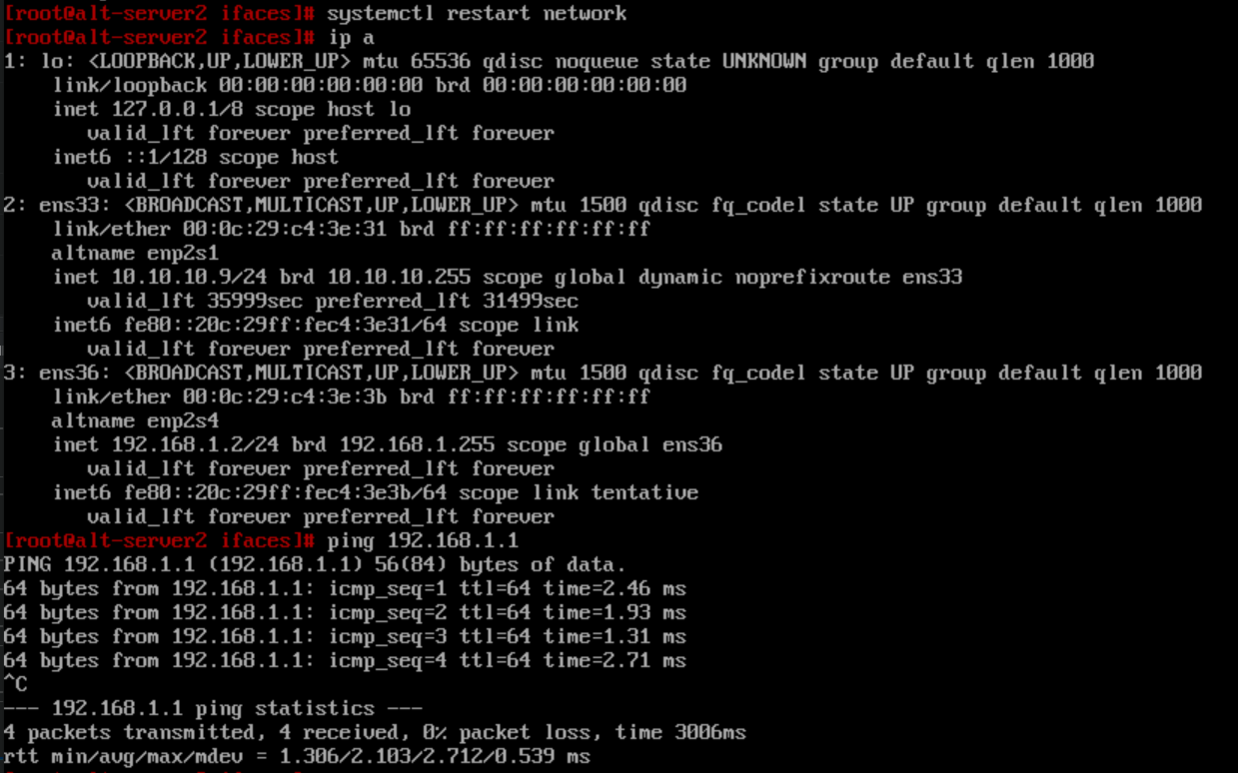 [root@alt-server2 ifaces]# systemctl restart network
[root@alt-server2 ifaces]# ip a
1: lo: <LOOPBACK,UP,LOWER_UP> mtu 65536 qdisc noqueue state UNKNOWN group default qlen 1000
    link/loopback 00:00:00:00:00:00 brd 00:00:00:00:00:00
    inet 127.0.0.1/8 scope host lo
       valid_lft forever preferred_lft forever
    inet6 ::1/128 scope host
       valid_lft forever preferred_lft forever
2: ens33: <BROADCAST,MULTICAST,UP,LOWER_UP> mtu 1500 qdisc fq_codel state UP group default qlen 1000
    link/ether 00:0c:29:c4:3e:31 brd ff:ff:ff:ff:ff:ff
    altname enp2s1
    inet 10.10.10.9/24 brd 10.10.10.255 scope global dynamic noprefixroute ens33
       valid_lft 35999sec preferred_lft 31499sec
    inet6 fe80::20c:29ff:fec4:3e31/64 scope link
       valid_lft forever preferred_lft forever
3: ens36: <BROADCAST,MULTICAST,UP,LOWER_UP> mtu 1500 qdisc fq_codel state UP group default qlen 1000
    link/ether 00:0c:29:c4:3e:3b brd ff:ff:ff:ff:ff:ff
    altname enp2s4
    inet 192.168.1.2/24 brd 192.168.1.255 scope global ens36
       valid_lft forever preferred_lft forever
    inet6 fe80::20c:29ff:fec4:3e3b/64 scope link tentative
       valid_lft forever preferred_lft forever
[root@alt-server2 ifaces]# ping 192.168.1.1
PING 192.168.1.1 (192.168.1.1) 56(84) bytes of data.
64 bytes from 192.168.1.1: icmp_seq=1 ttl=64 time=2.46 ms
64 bytes from 192.168.1.1: icmp_seq=2 ttl=64 time=1.93 ms
64 bytes from 192.168.1.1: icmp_seq=3 ttl=64 time=1.31 ms
64 bytes from 192.168.1.1: icmp_seq=4 ttl=64 time=2.71 ms
^C
--- 192.168.1.1 ping statistics ---
4 packets transmitted, 4 received, 0% packet loss, time 3006ms
rtt min/avg/max/mdev = 1.306/2.103/2.712/0.539 ms